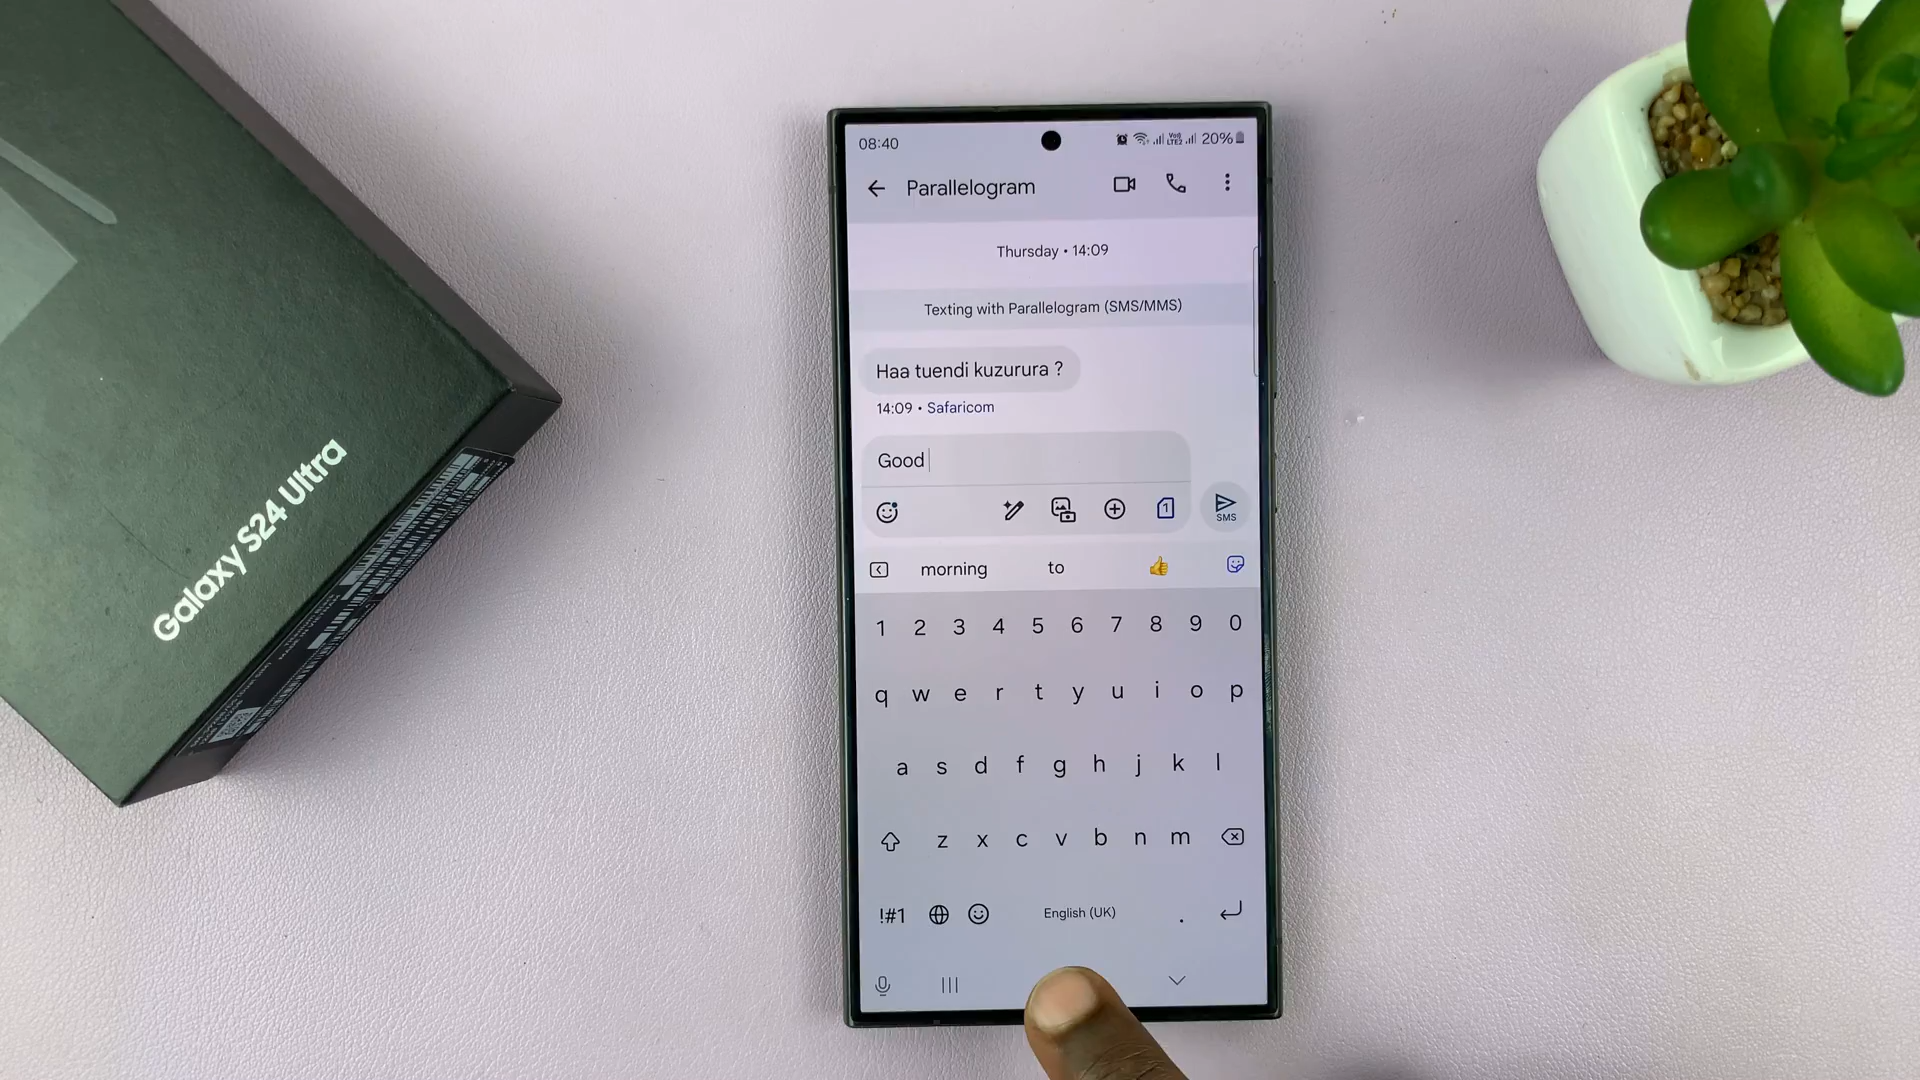 Galaxy S24 Ultra
08:40
20%
Parallelogram
Thursday • 14:09
Texting with Parallelogram (SMS/MMS)
Haa tuendi kuzurura ?
14:09 • Safaricom
Good
1
SMS
morning to 👍
1 2 3 4 5 6 7 8 9 0
q w e r t y u i o p
a s d f g h j k l
z x c v b n m
!#1 English (UK) .